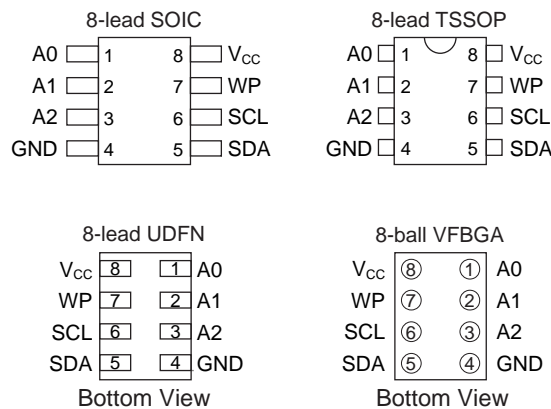 8-lead SOIC
A0 1 8 VCC
A1 2 7 WP
A2 3 6 SCL
GND 4 5 SDA
8-lead TSSOP
A0 1 8 VCC
A1 2 7 WP
A2 3 6 SCL
GND 4 5 SDA
8-lead UDFN
VCC 8 1 A0
WP 7 2 A1
SCL 6 3 A2
SDA 5 4 GND
Bottom View
8-ball VFBGA
VCC 8 1 A0
WP 7 2 A1
SCL 6 3 A2
SDA 5 4 GND
Bottom View